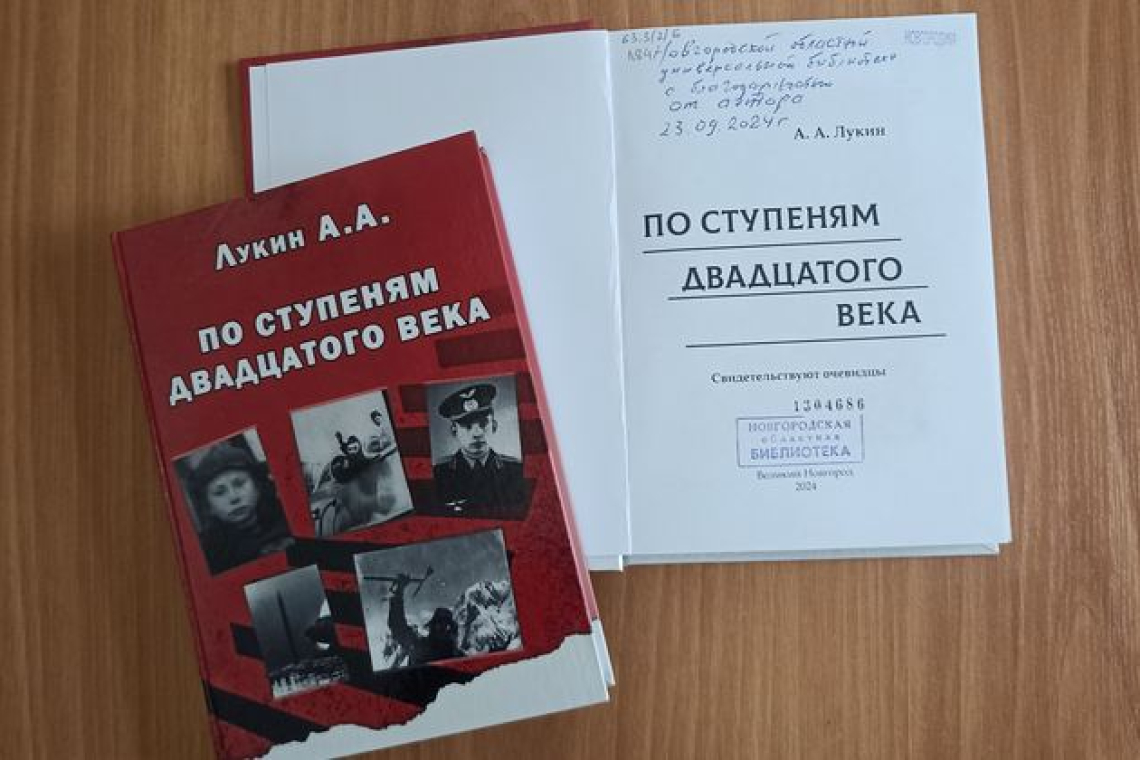 Лукин А.А.
ПО СТУПЕНЯМ
ДВАДЦАТОГО ВЕКА
63.3(2)6
Новгородской областной
универсальной библиотеке
с благодарностью
от автора
23.09.2024г
НОВГОРОДСКАЯ
А. А. Лукин
ПО СТУПЕНЯМ
ДВАДЦАТОГО
ВЕКА
Свидетельствуют очевидцы
1304686
НОВГОРОДСКАЯ
областная
БИБЛИОТЕКА
Великий Новгород
2024